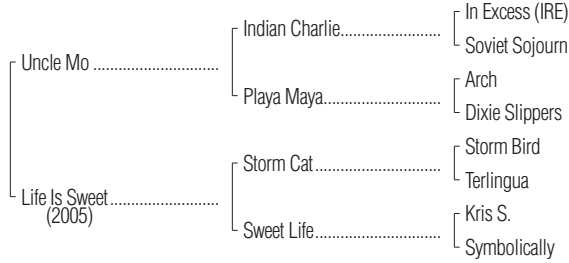 In Excess (IRE)
Indian Charlie..........................
Soviet Sojourn
Uncle Mo ................................
Arch
Playa Maya..............................
Dixie Slippers
Storm Bird
Storm Cat ................................
Terlingua
Life Is Sweet............................
(2005)
Kris S.
Sweet Life................................
Symbolically